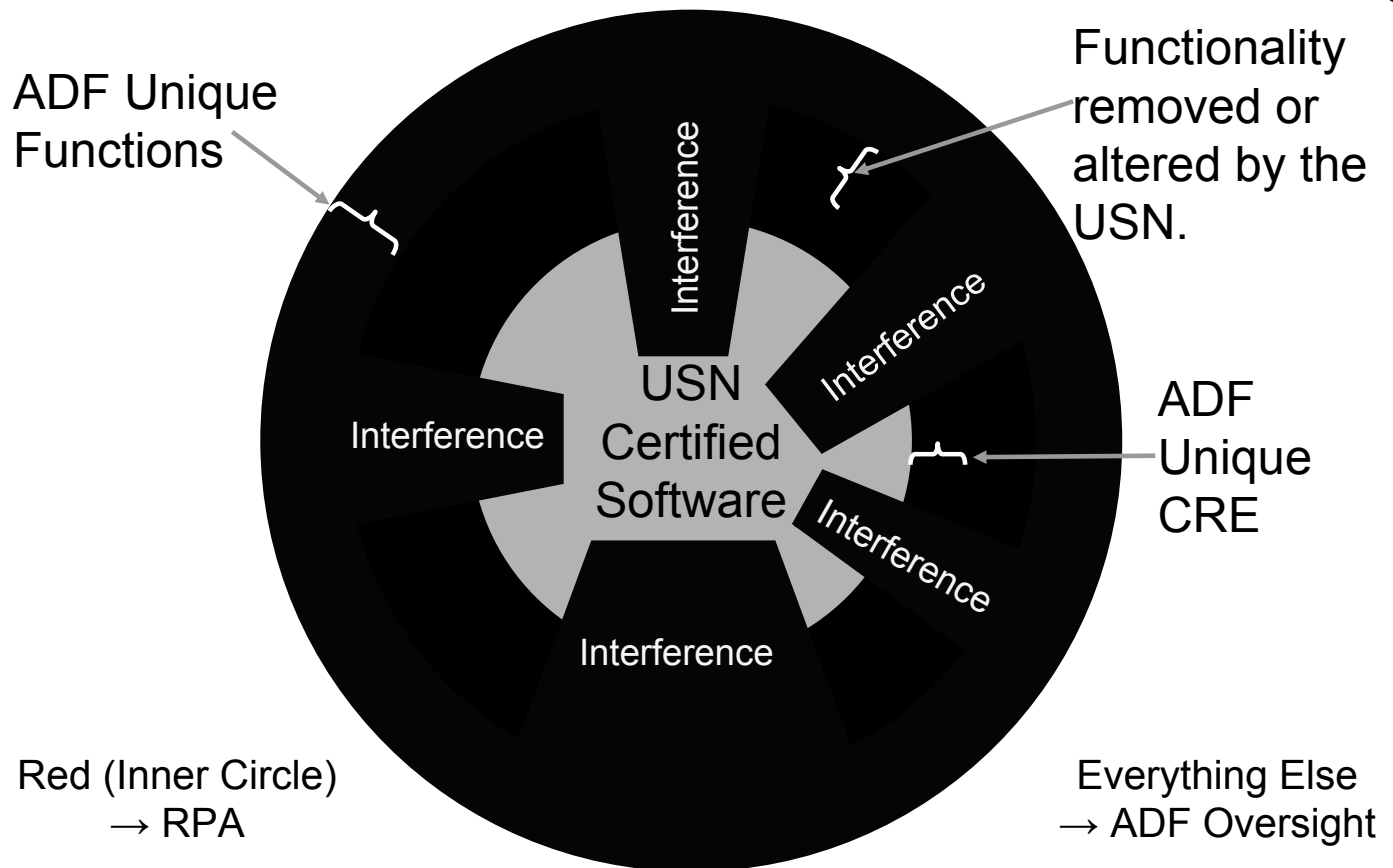 ADF Unique
Functions
Functionality
removed or
altered by the
USN.
Interference
Interference
Interference
USN
Certified
Software
ADF
Unique
CRE
Interference
Interference
Red (Inner Circle)
→ RPA
Everything Else
→ ADF Oversight